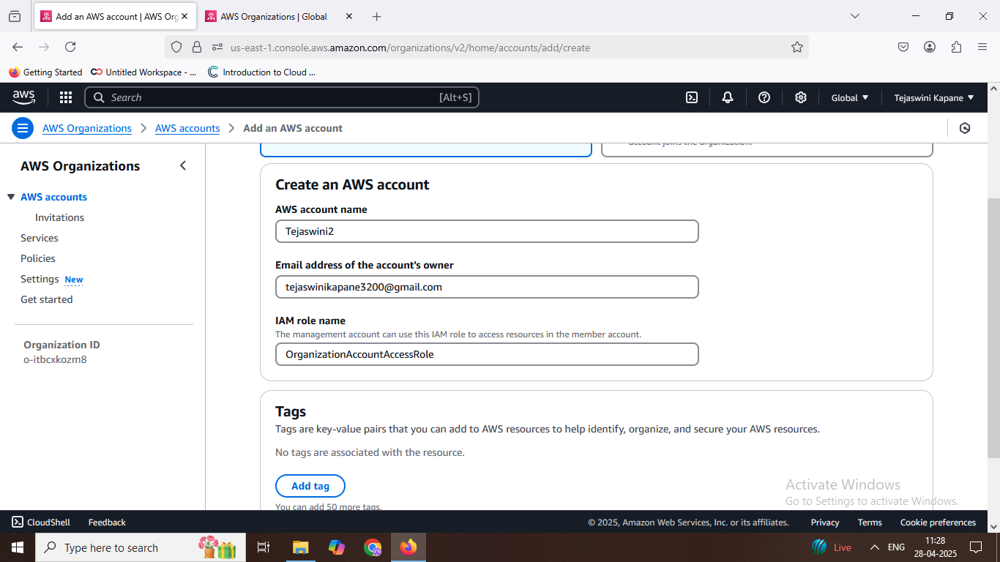 Add an AWS account | AWS Org
AWS Organizations | Global
us-east-1.console.aws.amazon.com/organizations/v2/home/accounts/add/create
Getting Started
Untitled Workspace - ...
Introduction to Cloud ...
aws
Search
[Alt+S]
Global
Tejaswini Kapane
AWS Organizations
AWS accounts
Add an AWS account
AWS Organizations
AWS accounts
Invitations
Services
Policies
Settings New
Get started
Organization ID
o-itbcxkozm8
account joins the organization.
Create an AWS account
AWS account name
Tejaswini2
Email address of the account's owner
tejaswinikapane3200@gmail.com
IAM role name
The management account can use this IAM role to access resources in the member account.
OrganizationAccountAccessRole
Tags
Tags are key-value pairs that you can add to AWS resources to help identify, organize, and secure your AWS resources.
No tags are associated with the resource.
Add tag
You can add 50 more tags.
Activate Windows
Go to Settings to activate Windows.
CloudShell
Feedback
© 2025, Amazon Web Services, Inc. or its affiliates.
Privacy
Terms
Cookie preferences
Type here to search
Live
ENG
11:28
28-04-2025